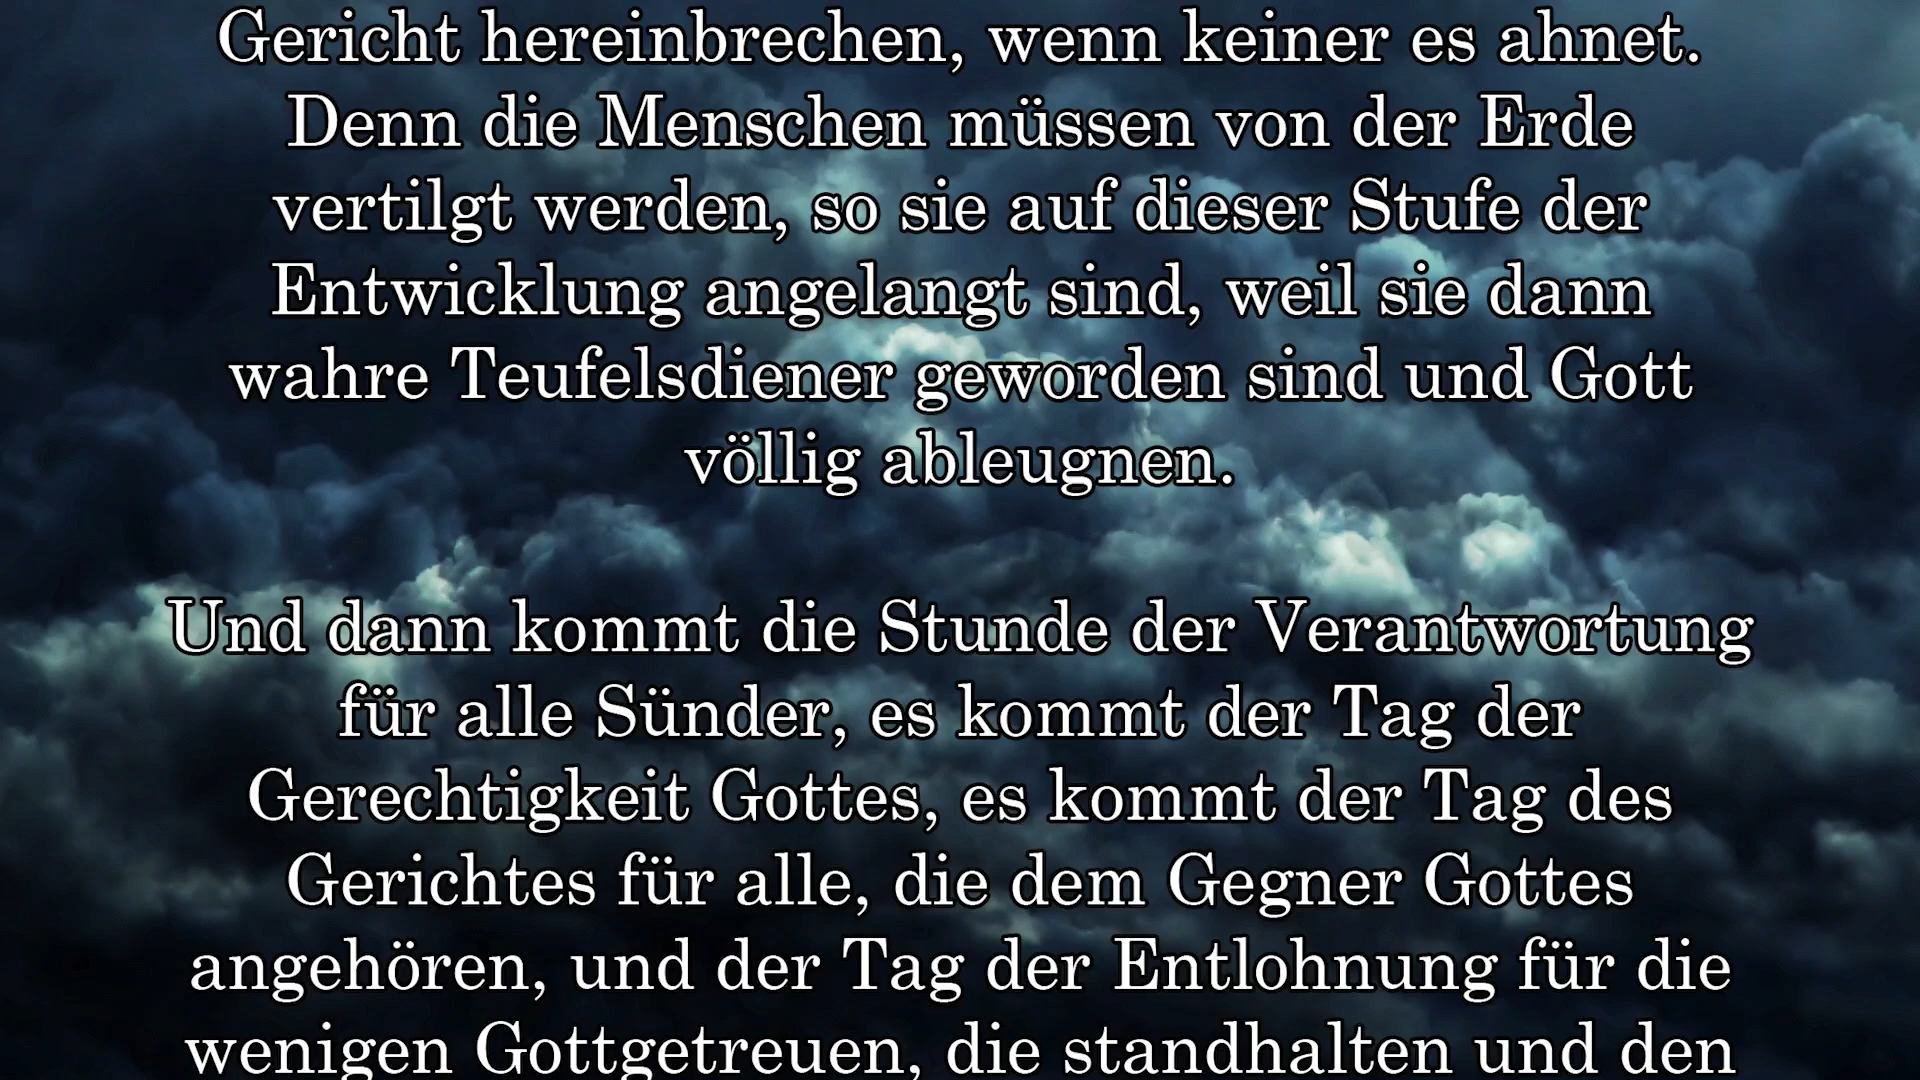 Gericht hereinbrechen, wenn keiner es ahnet.
Denn die Menschen müssen von der Erde
vertilgt werden, so sie auf dieser Stufe der
Entwicklung angelangt sind, weil sie dann
wahre Teufelsdiener geworden sind und Gott
völlig ableugnen.
Und dann kommt die Stunde der Verantwortung
für alle Sünder, es kommt der Tag der
Gerechtigkeit Gottes, es kommt der Tag des
Gerichtes für alle, die dem Gegner Gottes
angehören, und der Tag der Entlohnung für die
wenigen Gottgetreuen, die standhalten und den